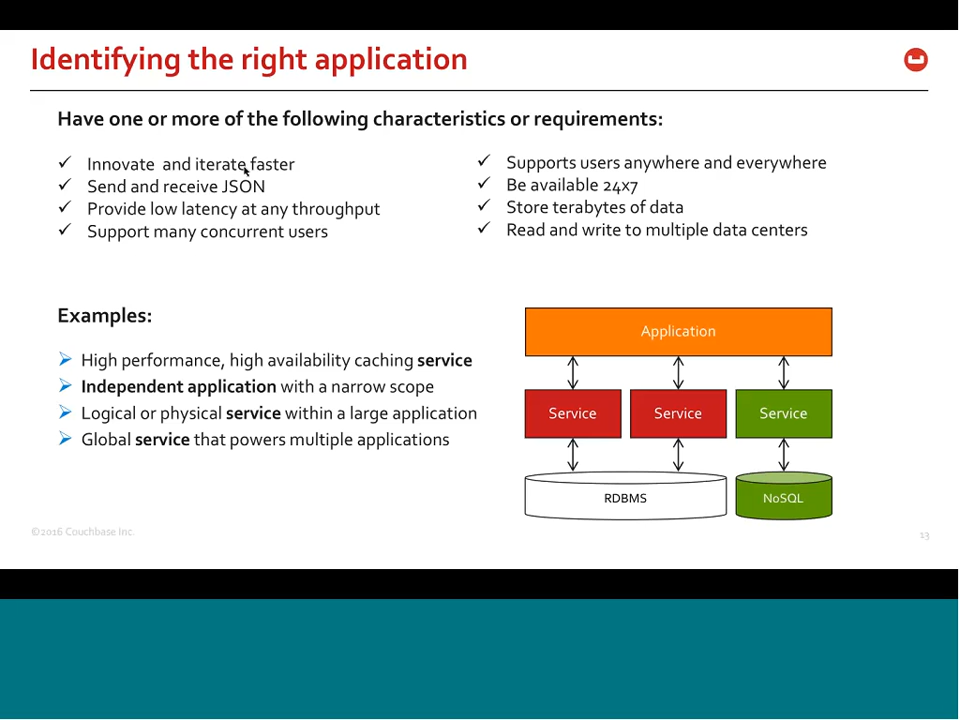 Identifying the right application
Have one or more of the following characteristics or requirements:
Innovate and iterate faster
Send and receive JSON
Provide low latency at any throughput
Support many concurrent users
Supports users anywhere and everywhere
Be available 24x7
Store terabytes of data
Read and write to multiple data centers
Examples:
High performance, high availability caching service
Independent application with a narrow scope
Logical or physical service within a large application
Global service that powers multiple applications
Application
Service Service Service
RDBMS NoSQL
©2016 Couchbase Inc.
13